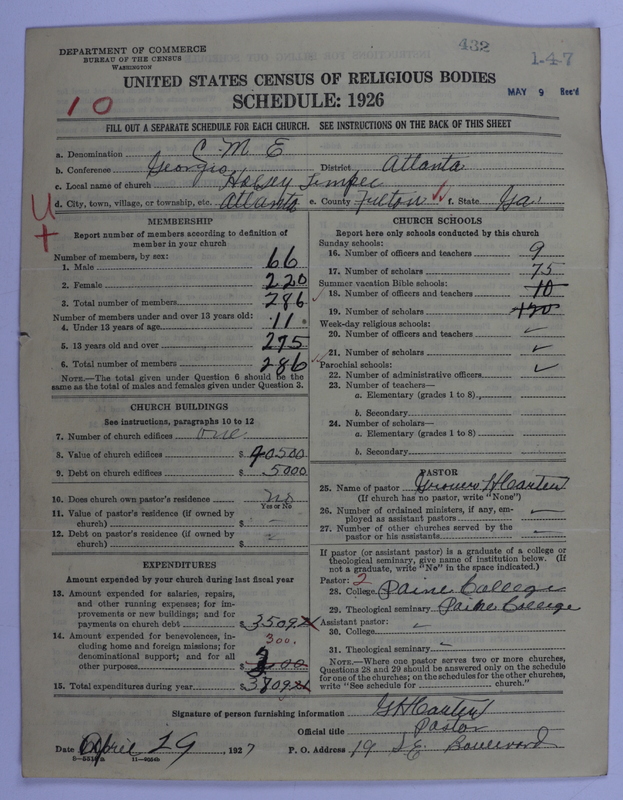 432
1-4-7
DEPARTMENT OF COMMERCE
BUREAU OF THE CENSUS
WASHINGTON
UNITED STATES CENSUS OF RELIGIOUS BODIES
MAY 9 Rec'd
10
SCHEDULE: 1926
FILL OUT A SEPARATE SCHEDULE FOR EACH CHURCH. SEE INSTRUCTIONS ON THE BACK OF THIS SHEET
a. Denomination C M E
b. Conference Georgia District Atlanta
c. Local name of church Holsey Temple
d. City, town, village, or township, etc. Atlanta e. County Fulton f. State Ga.
U
+
MEMBERSHIP
Report number of members according to definition of
member in your church
Number of members, by sex:
1. Male 66
2. Female 220
3. Total number of members 286
Number of members under and over 13 years old:
4. Under 13 years of age 11
5. 13 years old and over 275
6. Total number of members 286
NOTE.—The total given under Question 6 should be the
same as the total of males and females given under Question 3.
CHURCH BUILDINGS
See instructions, paragraphs 10 to 12
7. Number of church edifices one
8. Value of church edifices $ 40500
9. Debt on church edifices $ 5000
10. Does church own pastor's residence no
Yes or No
11. Value of pastor's residence (if owned by
church) $ -
12. Debt on pastor's residence (if owned by
church) $
EXPENDITURES
Amount expended by your church during last fiscal year
13. Amount expended for salaries, repairs,
and other running expenses; for im-
provements or new buildings; and for
payments on church debt $ 3509
300.
14. Amount expended for benevolences, in-
cluding home and foreign missions; for
denominational support; and for all
other purposes $ 300
15. Total expenditures during year $ 3809
CHURCH SCHOOLS
Report here only schools conducted by this church
Sunday schools:
16. Number of officers and teachers 9
17. Number of scholars 75
Summer vacation Bible schools:
18. Number of officers and teachers 10
19. Number of scholars 120
Week-day religious schools:
20. Number of officers and teachers ✓
21. Number of scholars ✓
Parochial schools:
22. Number of administrative officers ✓
23. Number of teachers—
a. Elementary (grades 1 to 8)
b. Secondary
24. Number of scholars—
a. Elementary (grades 1 to 8)
b. Secondary
PASTOR
25. Name of pastor H Canten
(If church has no pastor, write "None")
26. Number of ordained ministers, if any, em-
ployed as assistant pastors
27. Number of other churches served by the
pastor or his assistants
If pastor (or assistant pastor) is a graduate of a college or
theological seminary, give name of institution below. (If
not a graduate, write "No" in the space indicated.)
Pastor: 2
28. College Paine College
29. Theological seminary Paine College
Assistant pastor:
30. College
31. Theological seminary
NOTE.—Where one pastor serves two or more churches,
Questions 28 and 29 should be answered only on the schedule
for one of the churches; on the schedules for the other churches,
write "See schedule for church."
Signature of person furnishing information G H Canten
Official title Pastor
Date April 29, 1927 P. O. Address 19 S.E. Boulevard